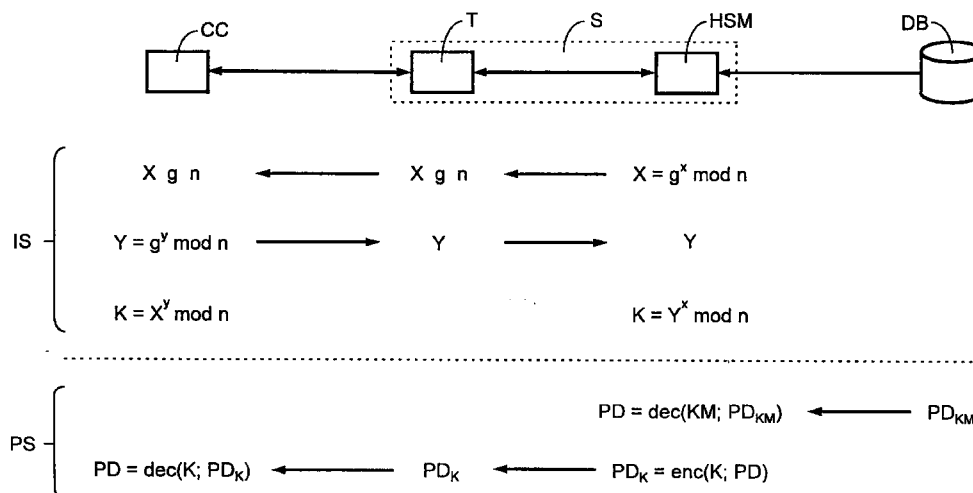 CC T S HSM DB
X g n X g n X = g^x mod n
IS Y = g^y mod n Y Y
K = X^y mod n K = Y^x mod n
PD = dec(KM; PD_KM) PD_KM
PS
PD = dec(K; PD_K) PD_K PD_K = enc(K; PD)